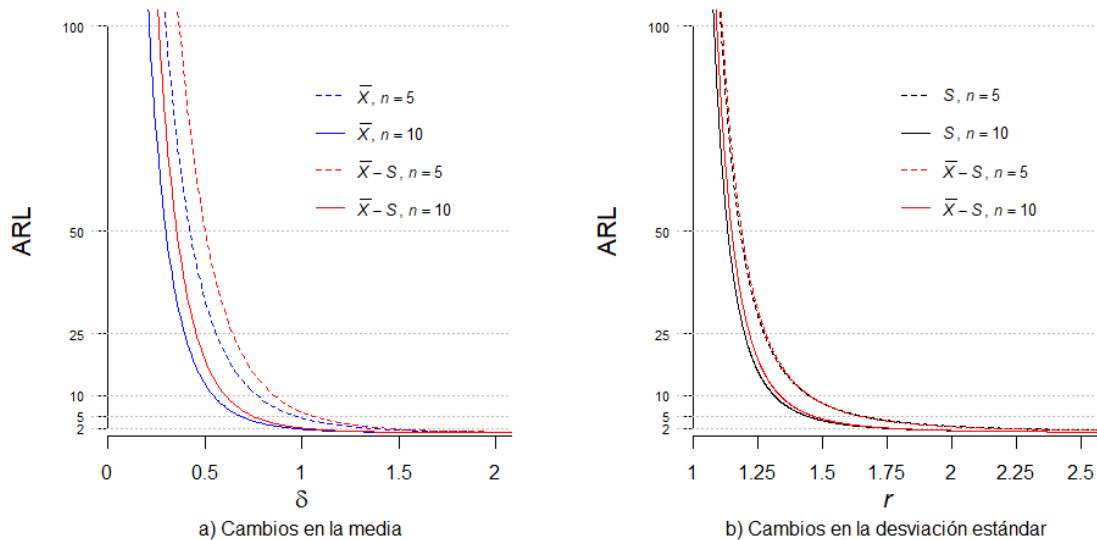 ARL
100
50
25
10
5
2
X̅, n = 5
X̅, n = 10
X̅ − S, n = 5
X̅ − S, n = 10
0 0.5 1 1.5 2
δ
a) Cambios en la media
ARL
100
50
25
10
5
2
S, n = 5
S, n = 10
X̅ − S, n = 5
X̅ − S, n = 10
1 1.25 1.5 1.75 2 2.25 2.5
r
b) Cambios en la desviación estándar